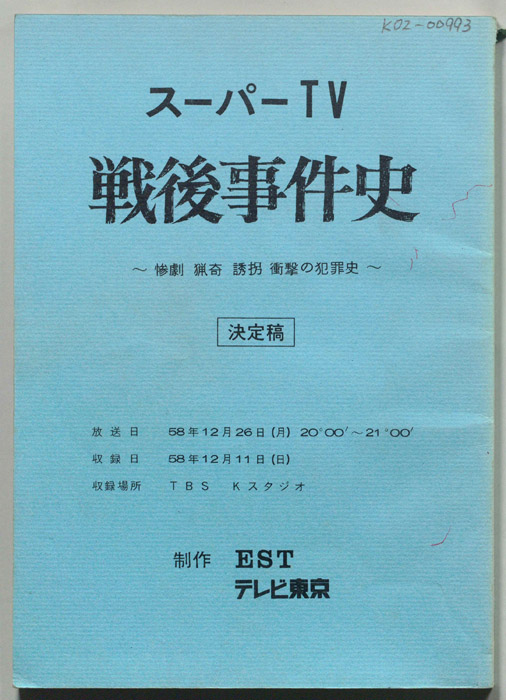 K02-00993
スーパーTV
戦後事件史
～ 惨劇 猟奇 誘拐 衝撃の犯罪史 ～
決定稿
放送日 58年12月26日(月) 20°00′～21°00′
収録日 58年12月11日(日)
収録場所 TBS Kスタジオ
制作 EST
テレビ東京